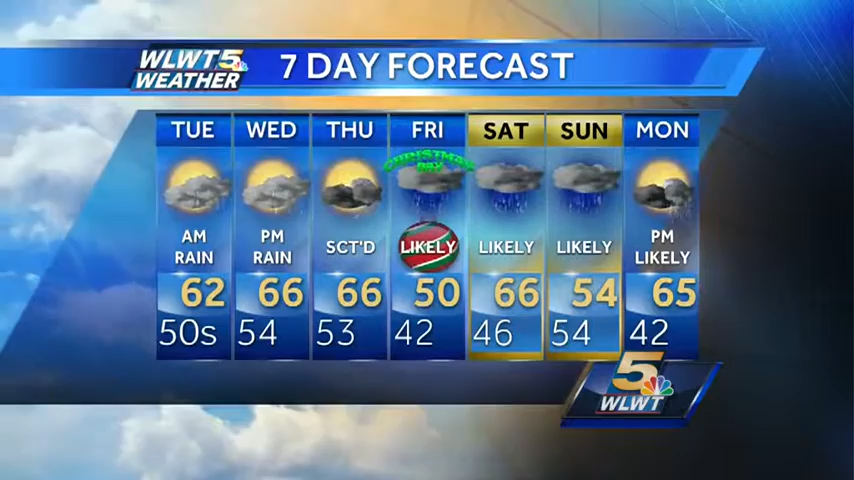 WLWT 5
WEATHER
7 DAY FORECAST
TUE WED THU FRI SAT SUN MON
CHRISTMAS
DAY
AM RAIN
PM RAIN
SCT'D
LIKELY
LIKELY
LIKELY
PM LIKELY
62 66 66 50 66 54 65
50s 54 53 42 46 54 42
5
WLWT